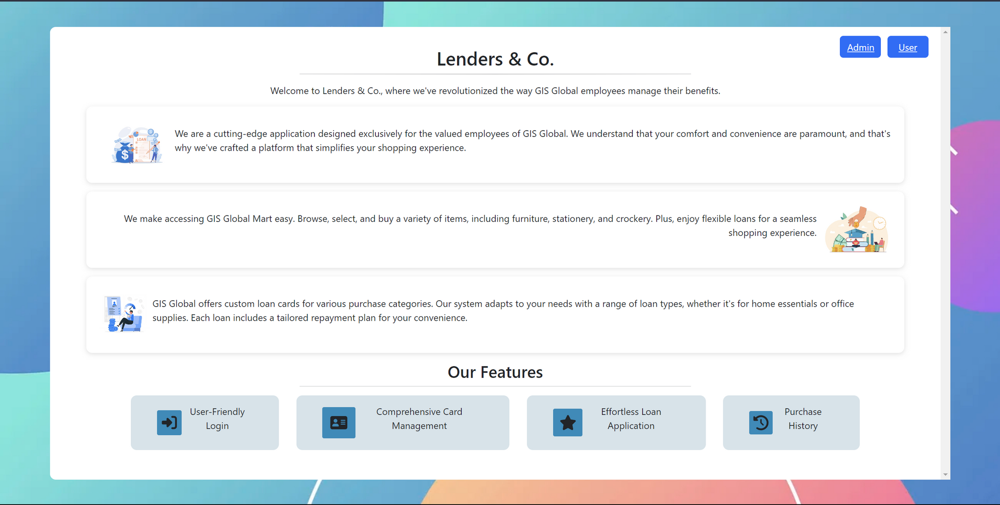 Admin
User
Lenders & Co.
Welcome to Lenders & Co., where we've revolutionized the way GIS Global employees manage their benefits.
LOAN
$
We are a cutting-edge application designed exclusively for the valued employees of GIS Global. We understand that your comfort and convenience are paramount, and that's
why we've crafted a platform that simplifies your shopping experience.
We make accessing GIS Global Mart easy. Browse, select, and buy a variety of items, including furniture, stationery, and crockery. Plus, enjoy flexible loans for a seamless
shopping experience.
GIS Global offers custom loan cards for various purchase categories. Our system adapts to your needs with a range of loan types, whether it's for home essentials or office
supplies. Each loan includes a tailored repayment plan for your convenience.
Our Features
User-Friendly
Login
Comprehensive Card
Management
Effortless Loan
Application
Purchase
History